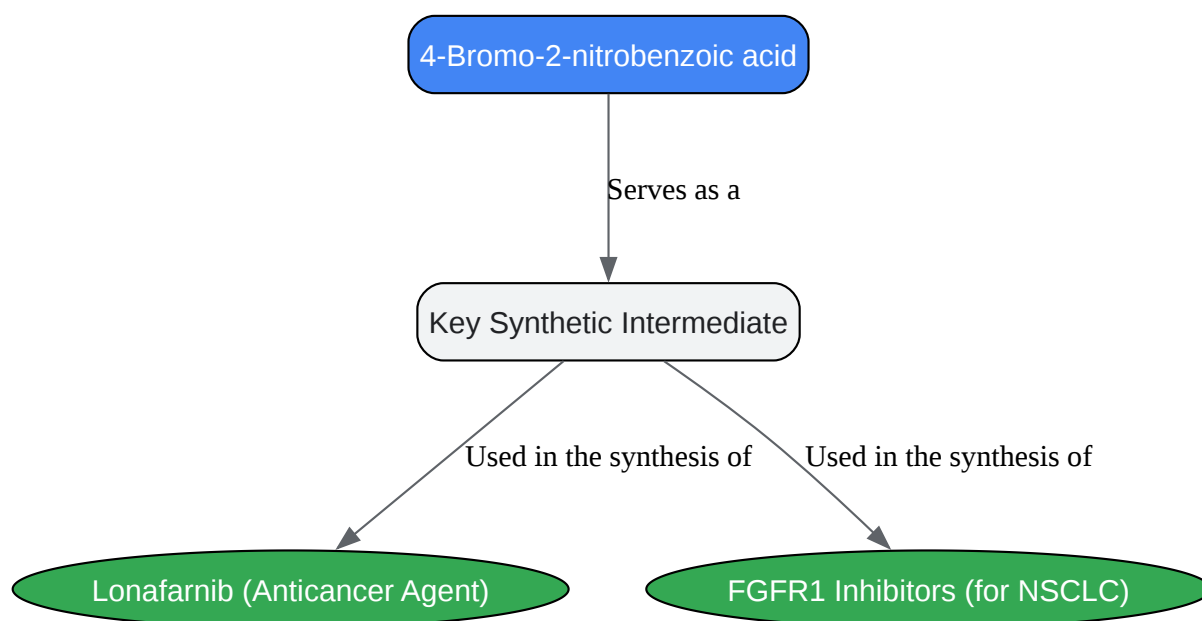 4-Bromo-2-nitrobenzoic acid
Serves as a
Key Synthetic Intermediate
Used in the synthesis of
Used in the synthesis of
Lonafarnib (Anticancer Agent)
FGFR1 Inhibitors (for NSCLC)